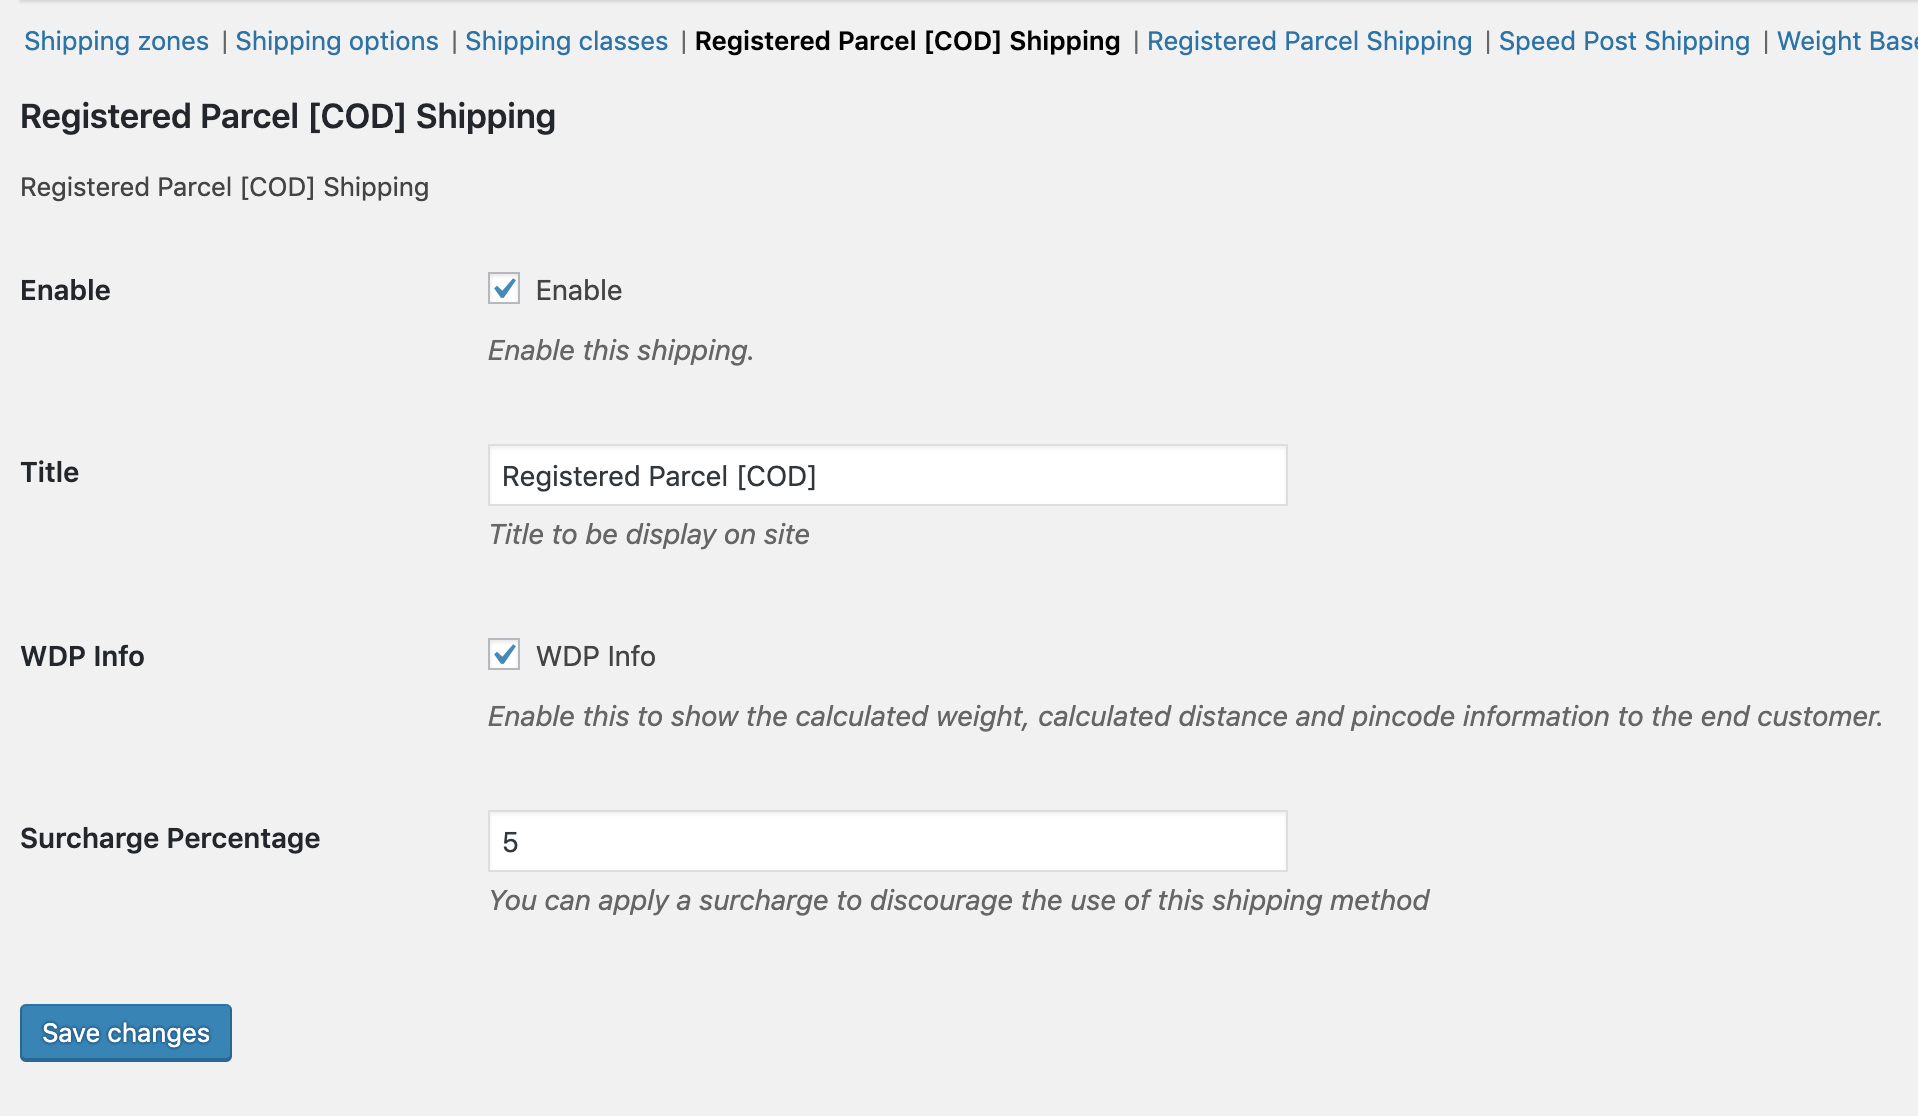 Shipping zones | Shipping options | Shipping classes | Registered Parcel [COD] Shipping | Registered Parcel Shipping | Speed Post Shipping | Weight Base
Registered Parcel [COD] Shipping
Registered Parcel [COD] Shipping
Enable
Enable
Enable this shipping.
Title
Registered Parcel [COD]
Title to be display on site
WDP Info
WDP Info
Enable this to show the calculated weight, calculated distance and pincode information to the end customer.
Surcharge Percentage
5
You can apply a surcharge to discourage the use of this shipping method
Save changes